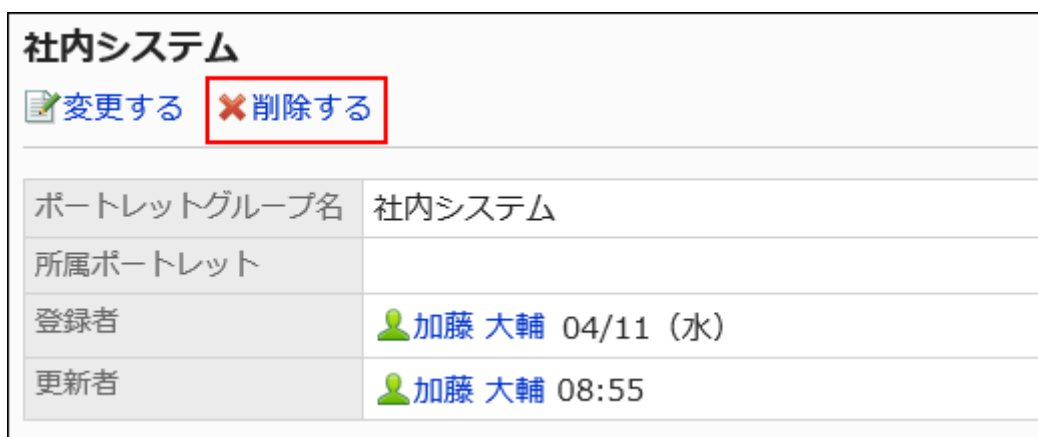 社内システム
変更する 削除する
ポートレットグループ名 社内システム
所属ポートレット
登録者 加藤 大輔 04/11（水）
更新者 加藤 大輔 08:55